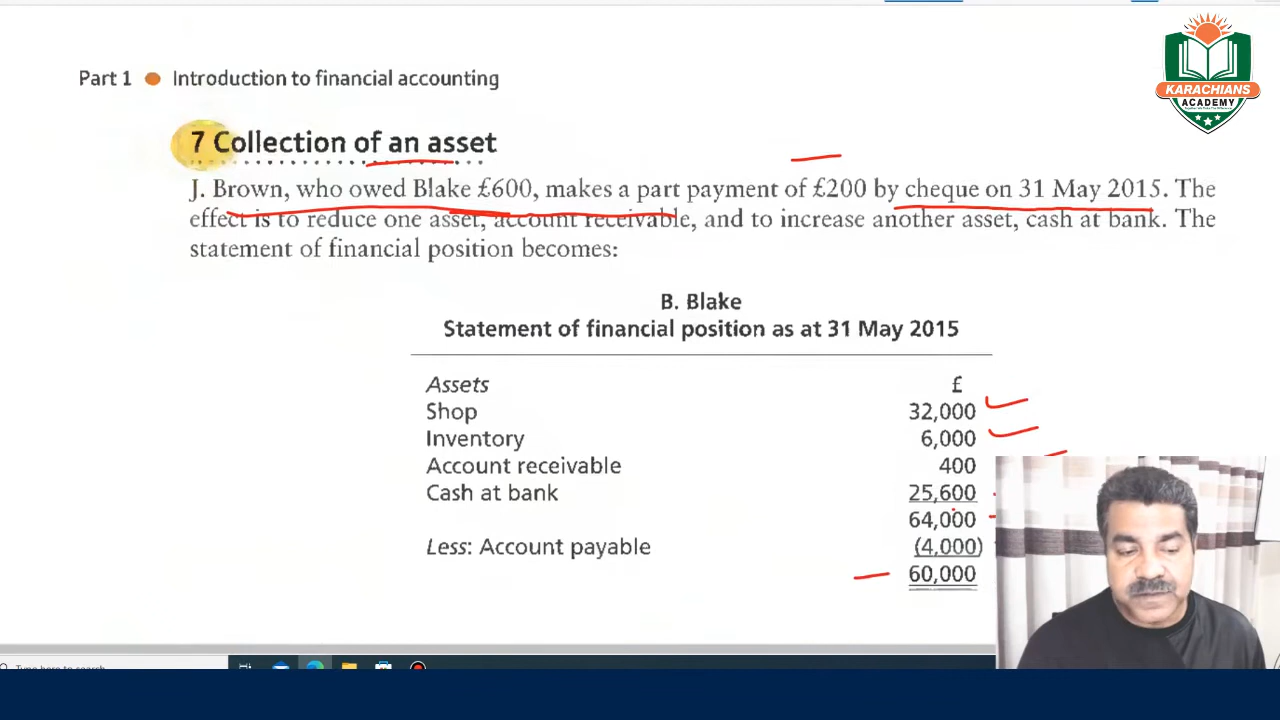 Part 1 ● Introduction to financial accounting
KARACHIANS
ACADEMY
7 Collection of an asset
J. Brown, who owed Blake £600, makes a part payment of £200 by cheque on 31 May 2015. The
effect is to reduce one asset, account receivable, and to increase another asset, cash at bank. The
statement of financial position becomes:
B. Blake
Statement of financial position as at 31 May 2015
Assets £
Shop 32,000
Inventory 6,000
Account receivable 400
Cash at bank 25,600
64,000
Less: Account payable (4,000)
60,000
Type here to search